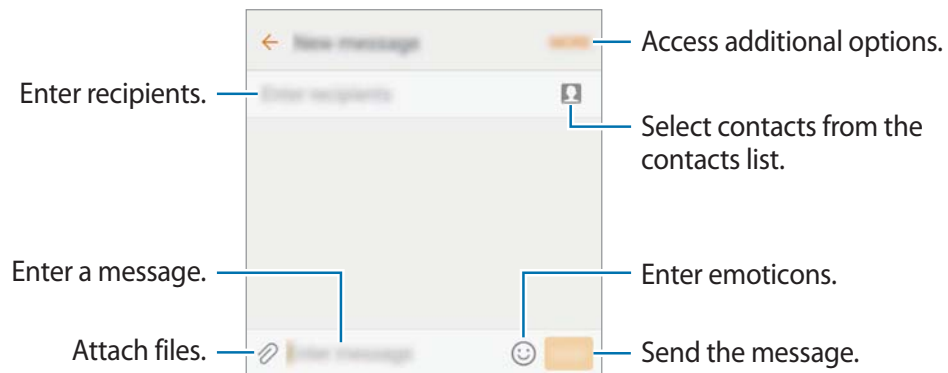 Access additional options.
Enter recipients.
Select contacts from the
contacts list.
Enter a message.
Enter emoticons.
Attach files.
Send the message.